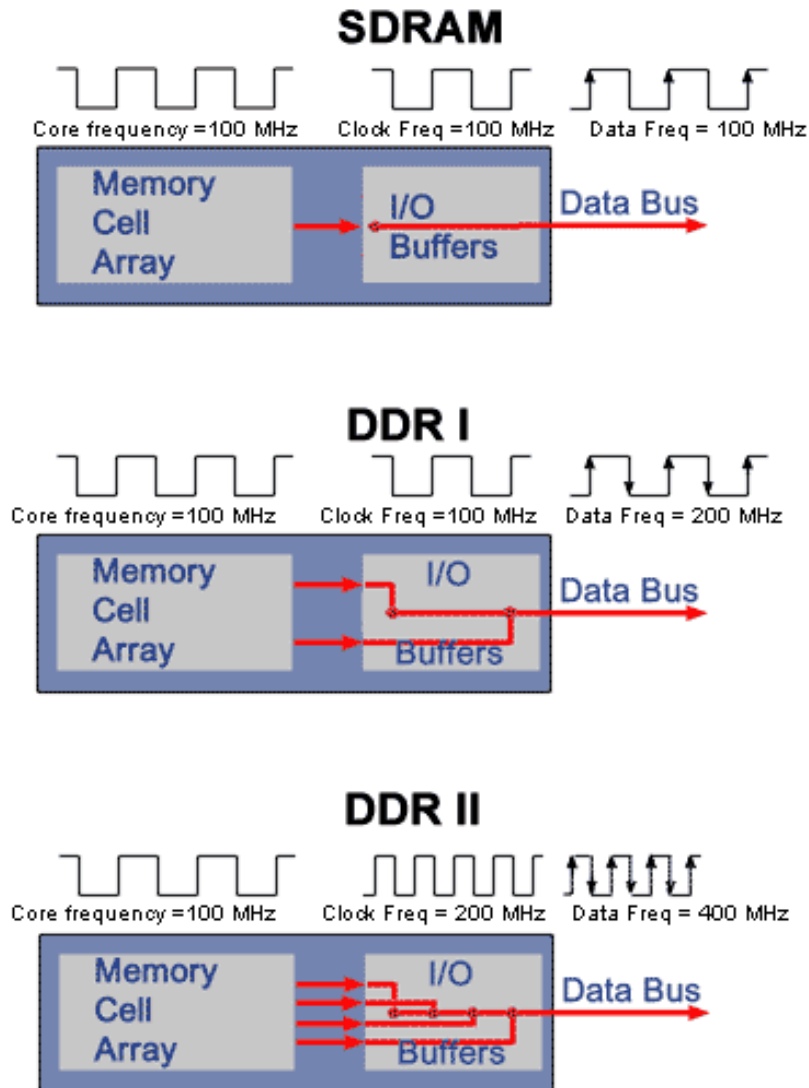 SDRAM
Core frequency =100 MHz
Clock Freq =100 MHz
Data Freq = 100 MHz
Memory
Cell
Array
I/O
Buffers
Data Bus
DDR I
Core frequency =100 MHz
Clock Freq =100 MHz
Data Freq = 200 MHz
Memory
Cell
Array
I/O
Buffers
Data Bus
DDR II
Core frequency =100 MHz
Clock Freq = 200 MHz
Data Freq = 400 MHz
Memory
Cell
Array
I/O
Buffers
Data Bus